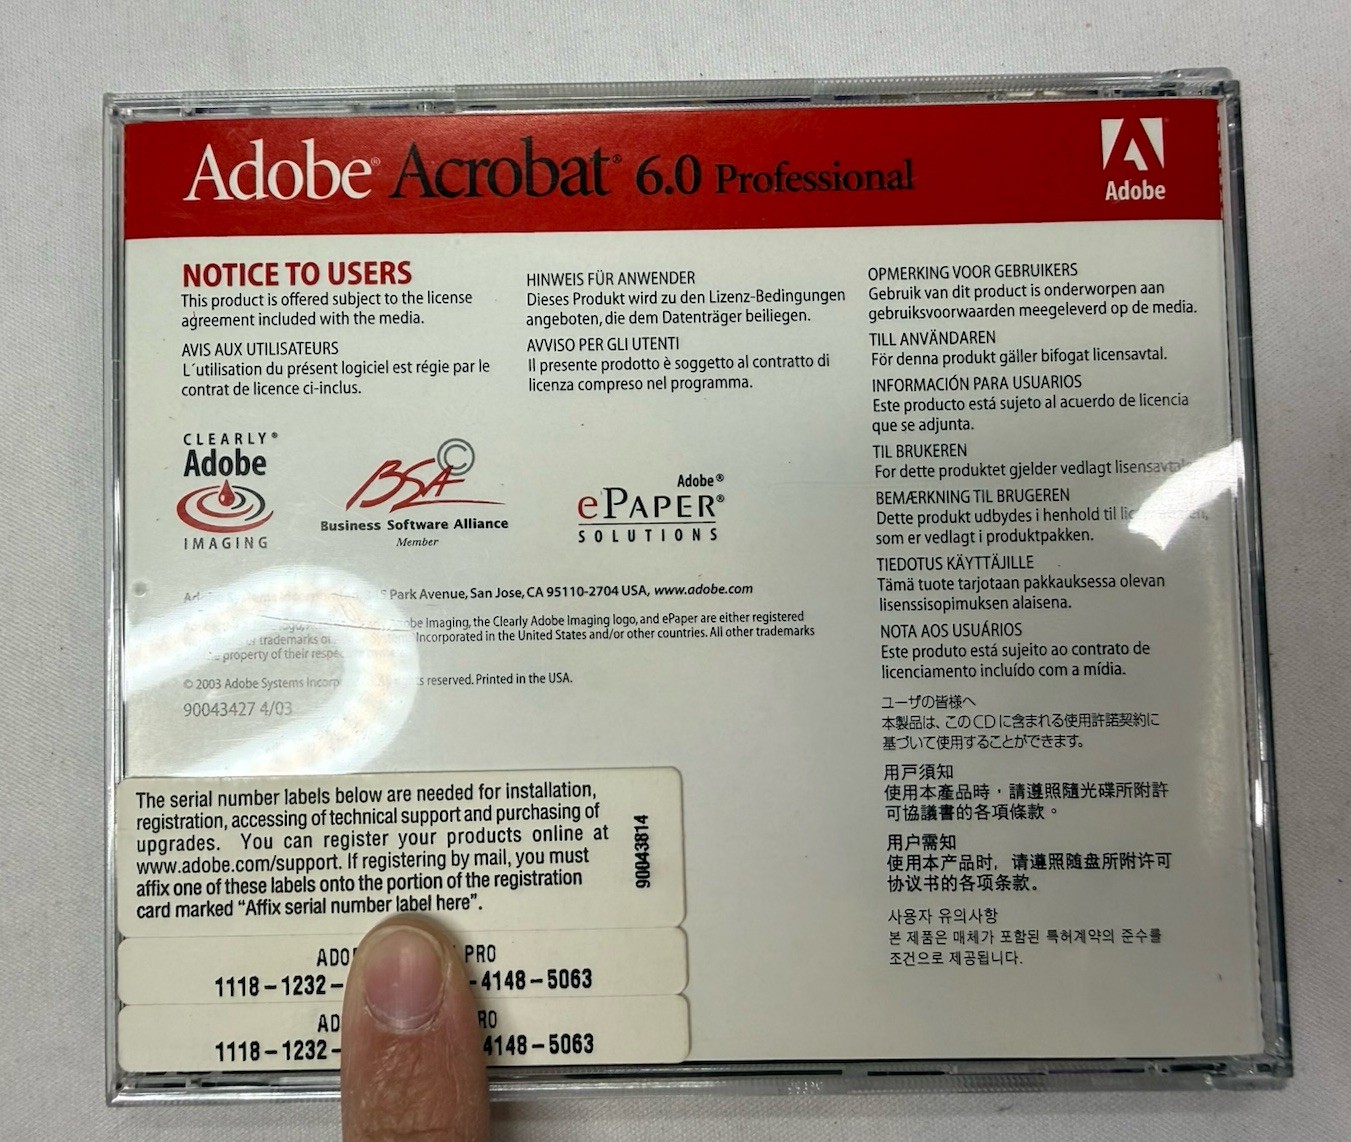 Adobe® Acrobat® 6.0 Professional
Adobe
NOTICE TO USERS
This product is offered subject to the license
agreement included with the media.
AVIS AUX UTILISATEURS
L´utilisation du présent logiciel est régie par le
contrat de licence ci-inclus.
HINWEIS FÜR ANWENDER
Dieses Produkt wird zu den Lizenz-Bedingungen
angeboten, die dem Datenträger beiliegen.
AVVISO PER GLI UTENTI
Il presente prodotto è soggetto al contratto di
licenza compreso nel programma.
OPMERKING VOOR GEBRUIKERS
Gebruik van dit product is onderworpen aan
gebruiksvoorwaarden meegeleverd op de media.
TILL ANVÄNDAREN
För denna produkt gäller bifogat licensavtal.
INFORMACIÓN PARA USUARIOS
Este producto está sujeto al acuerdo de licencia
que se adjunta.
TIL BRUKEREN
For dette produktet gjelder vedlagt lisensavtale
BEMÆRKNING TIL BRUGEREN
Dette produkt udbydes i henhold til
som er vedlagt i produktpakken.
TIEDOTUS KÄYTTÄJILLE
Tämä tuote tarjotaan pakkauksessa olevan
lisenssisopimuksen alaisena.
NOTA AOS USUÁRIOS
Este produto está sujeito ao contrato de
licenciamento incluído com a mídia.
ユーザの皆様へ
本製品は、このCDに含まれる使用許諾契約に
基づいて使用することができます。
用戸須知
使用本產品時，請遵照隨光碟所附許
可協議書的各項條款。
用户需知
使用本产品时，请遵照随盘所附许可
协议书的各项条款。
사용자 유의사항
본 제품은 매체가 포함된 특허계약의 준수를
조건으로 제공됩니다.
CLEARLY®
Adobe
IMAGING
BSA ©
Business Software Alliance
Member
Adobe®
ePAPER®
SOLUTIONS
Adobe Systems Incorporated, Park Avenue, San Jose, CA 95110-2704 USA, www.adobe.com
Adobe Imaging, the Clearly Adobe Imaging logo, and ePaper are either registered
trademarks Incorporated in the United States and/or other countries. All other trademarks
property of their
© 2003 Adobe Systems reserved. Printed in the USA.
90043427 4/03
The serial number labels below are needed for installation,
registration, accessing of technical support and purchasing of
upgrades. You can register your products online at
www.adobe.com/support. If registering by mail, you must
affix one of these labels onto the portion of the registration
card marked “Affix serial number label here”.
90043814
PRO
1118-1232- -4148-5063
1118-1232- 4148-5063